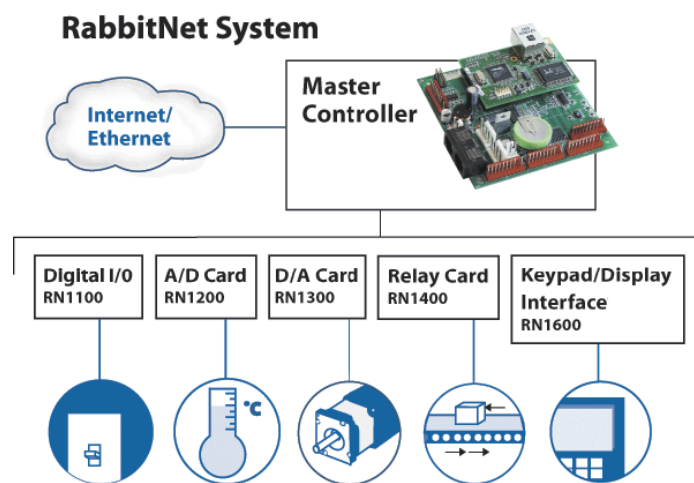 RabbitNet System
Internet/
Ethernet
Master
Controller
Digital I/0
RN1100
A/D Card
RN1200
D/A Card
RN1300
Relay Card
RN1400
Keypad/Display
Interface
RN1600
°C